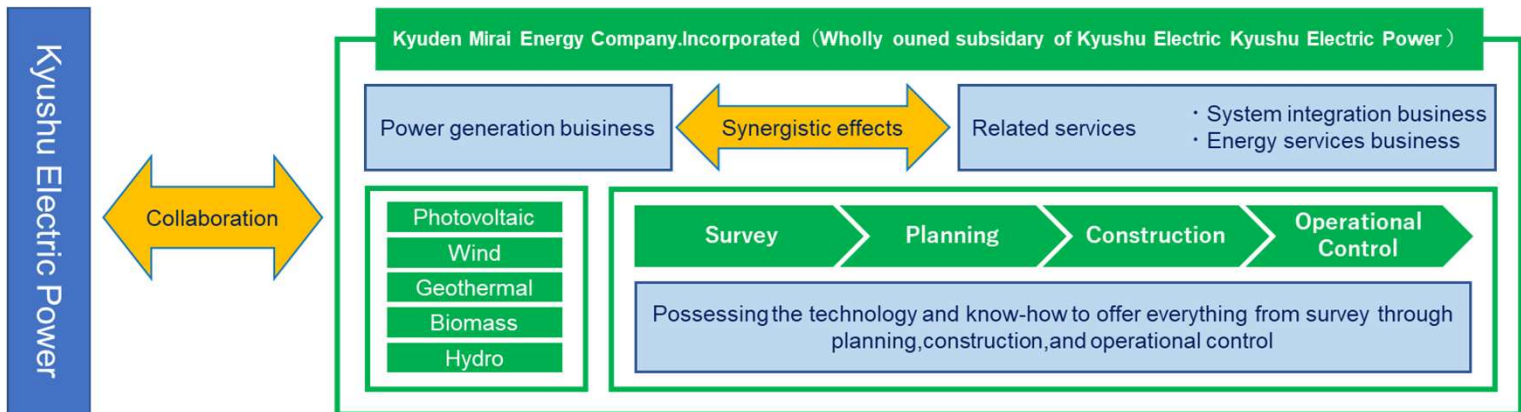 Kyushu Electric Power
Collaboration
Kyuden Mirai Energy Company.Incorporated（Wholly ouned subsidary of Kyushu Electric Kyushu Electric Power）
Power generation buisiness
Synergistic effects
Related services
・System integration business
・Energy services business
Photovoltaic
Wind
Geothermal
Biomass
Hydro
Survey
Planning
Construction
Operational
Control
Possessing the technology and know-how to offer everything from survey through
planning,construction,and operational control